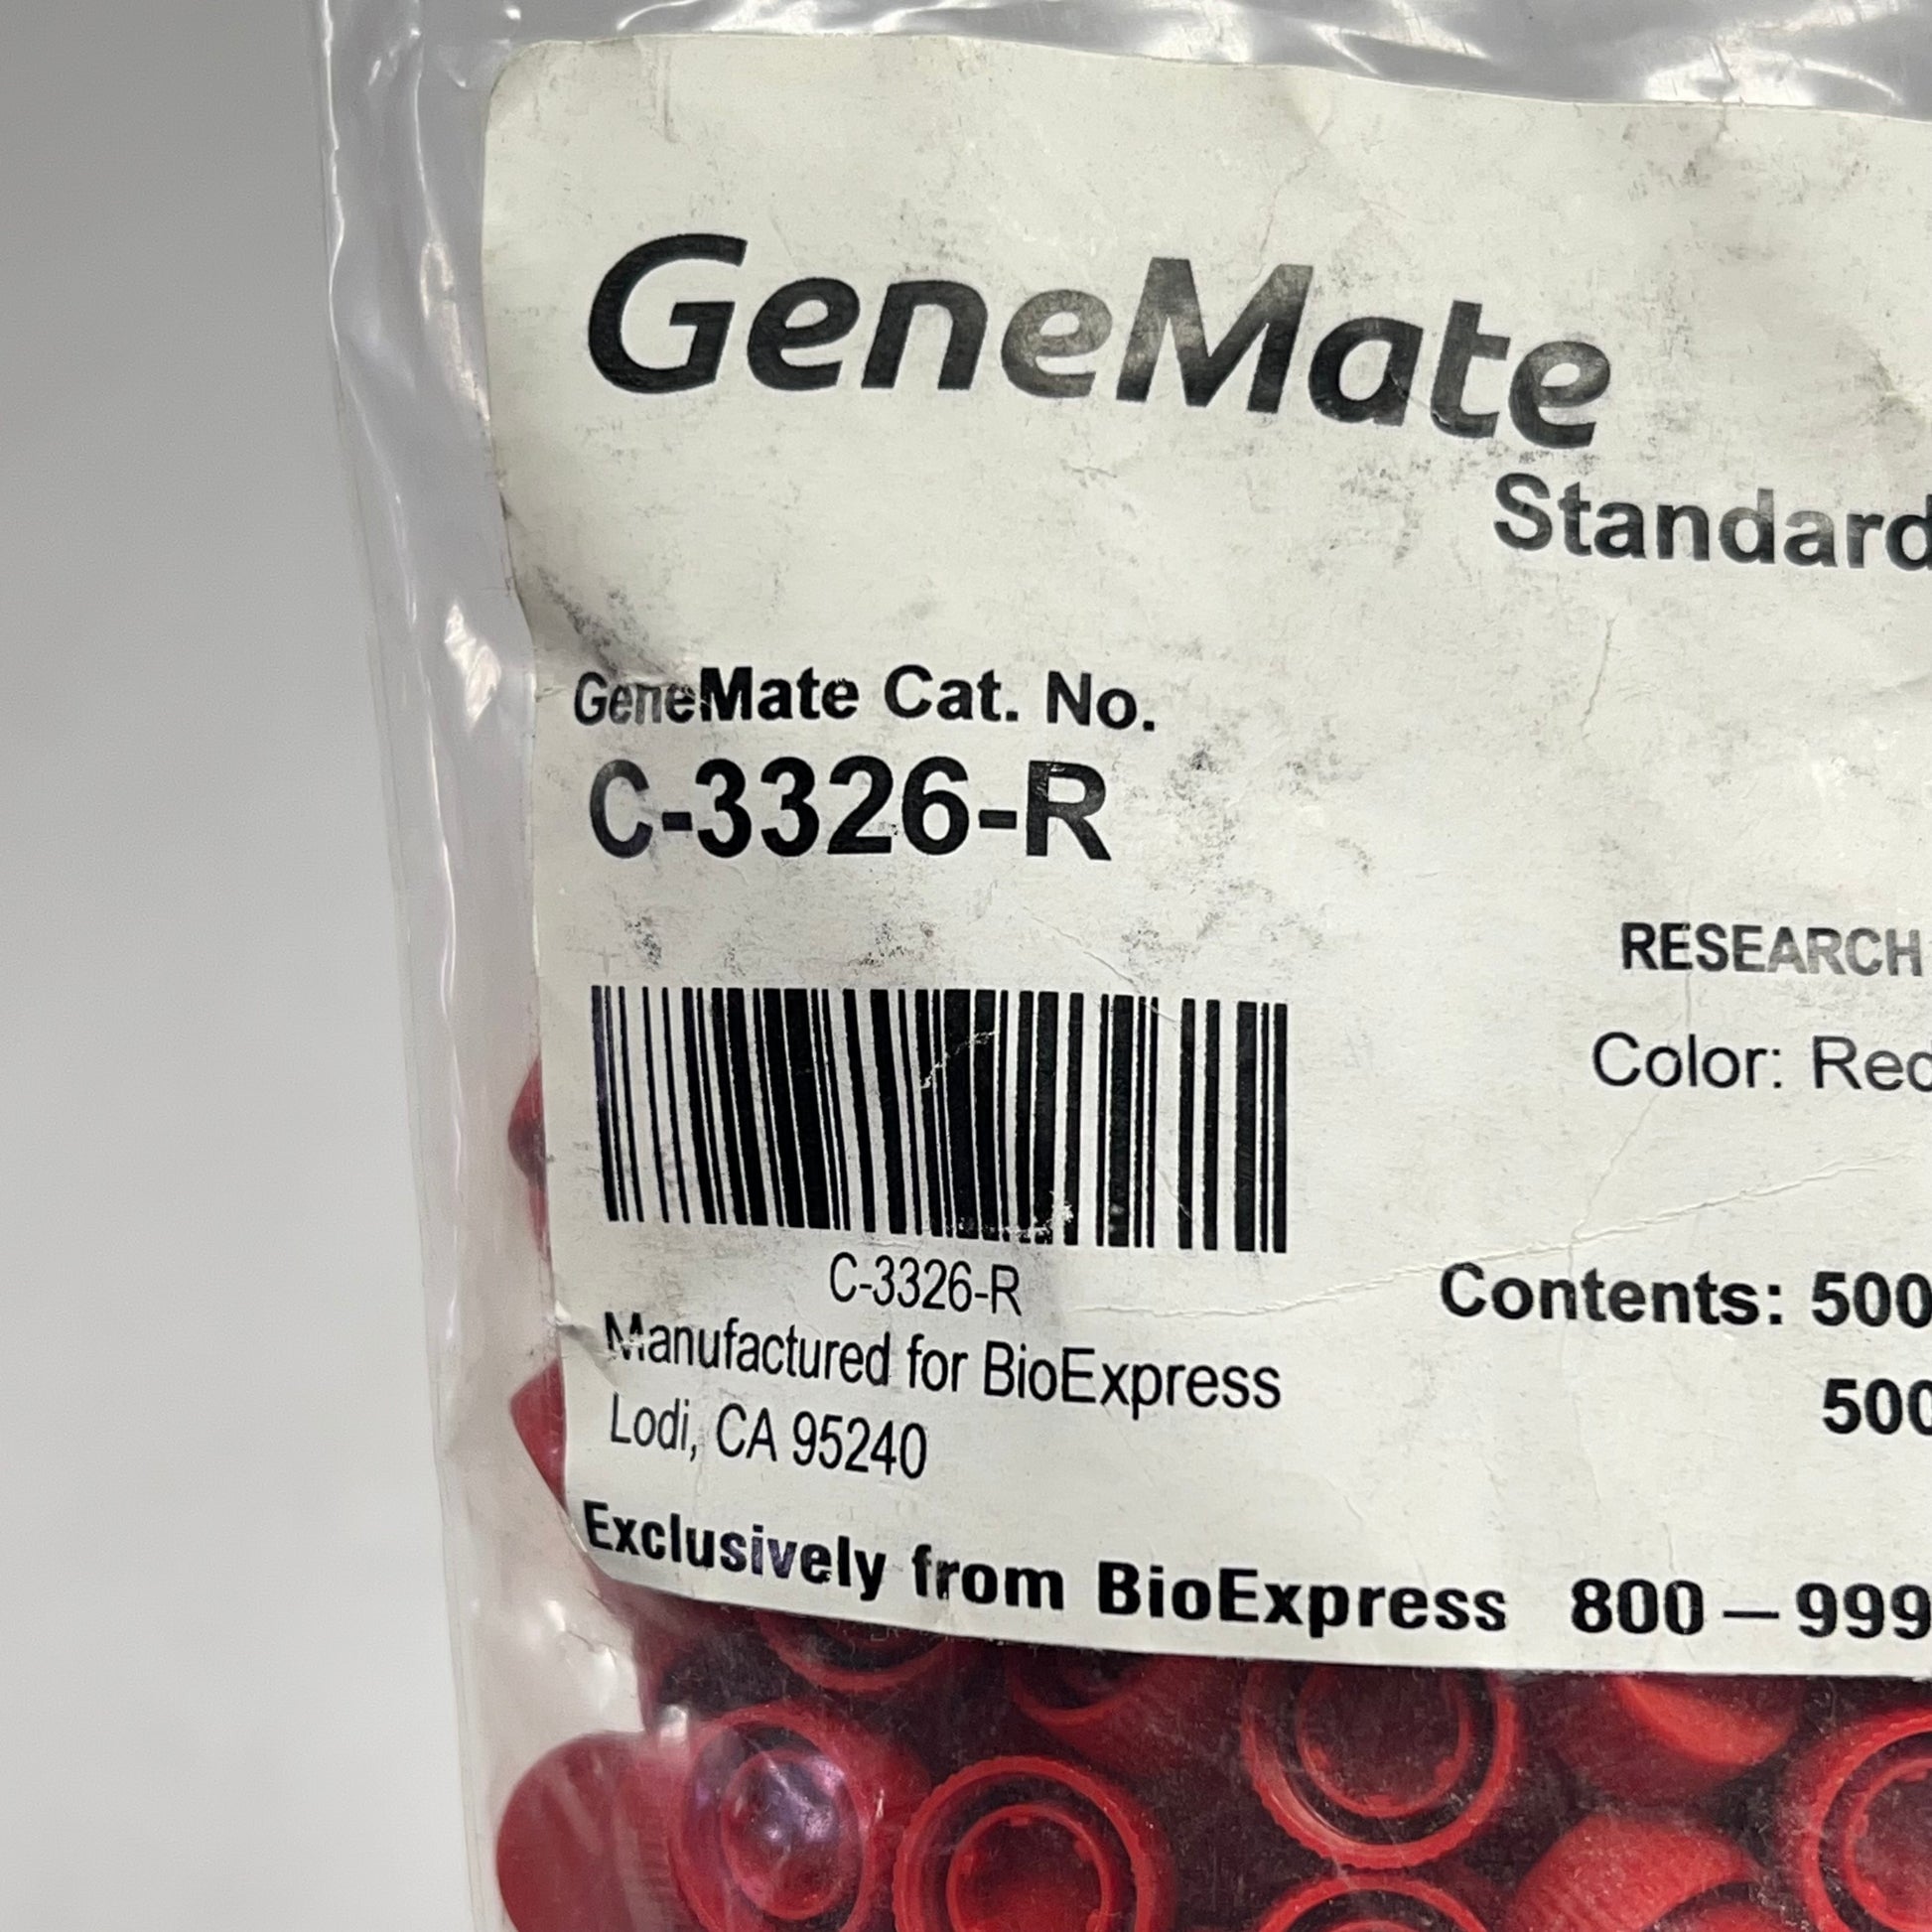 GeneMate
Standard
GeneMate Cat. No.
C-3326-R
RESEARCH
Color: Red
C-3326-R
Contents: 500
Manufactured for BioExpress
500
Lodi, CA 95240
Exclusively from BioExpress 800 – 999